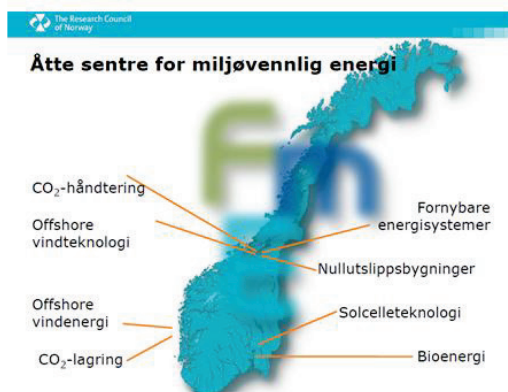 The Research Council
of Norway
Åtte sentre for miljøvennlig energi
CO₂-håndtering
Offshore
vindteknologi
Fornybare
energisystemer
Nullutslippsbygninger
Offshore
vindenergi
CO₂-lagring
Solcelleteknologi
Bioenergi
fme